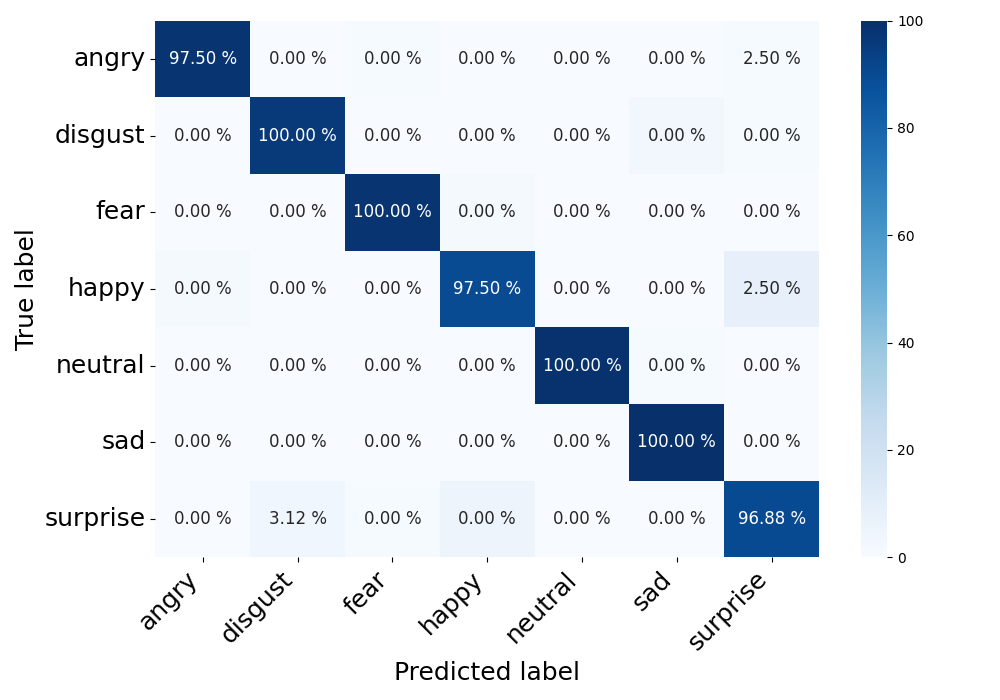 angry 97.50 % 0.00 % 0.00 % 0.00 % 0.00 % 0.00 % 2.50 %
disgust 0.00 % 100.00 % 0.00 % 0.00 % 0.00 % 0.00 % 0.00 %
fear 0.00 % 0.00 % 100.00 % 0.00 % 0.00 % 0.00 % 0.00 %
happy 0.00 % 0.00 % 0.00 % 97.50 % 0.00 % 0.00 % 2.50 %
neutral 0.00 % 0.00 % 0.00 % 0.00 % 100.00 % 0.00 % 0.00 %
sad 0.00 % 0.00 % 0.00 % 0.00 % 0.00 % 100.00 % 0.00 %
surprise 0.00 % 3.12 % 0.00 % 0.00 % 0.00 % 0.00 % 96.88 %
angry disgust fear happy neutral sad surprise
Predicted label
True label
100
80
60
40
20
0